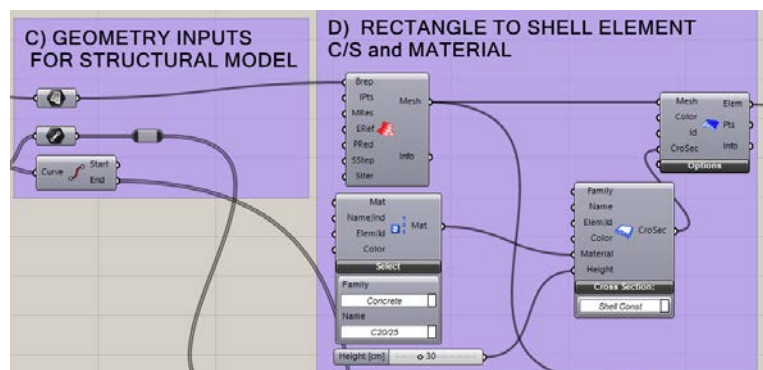 C) GEOMETRY INPUTS
FOR STRUCTURAL MODEL
Curve
Start
End
D) RECTANGLE TO SHELL ELEMENT
C/S and MATERIAL
Brep
IPts
MRes
ERef
PRed
SStep
Siter
Mesh
Info
Mat
Name|Ind
Elem|Id
Color
Mat
Select
Family
Concrete
Name
C20/25
Height [cm]
30
Family
Name
Elem|Id
Color
Material
Height
CroSec
Cross Section:
Shell Const
Mesh
Color
Id
CroSec
Elem
Pts
Info
Options